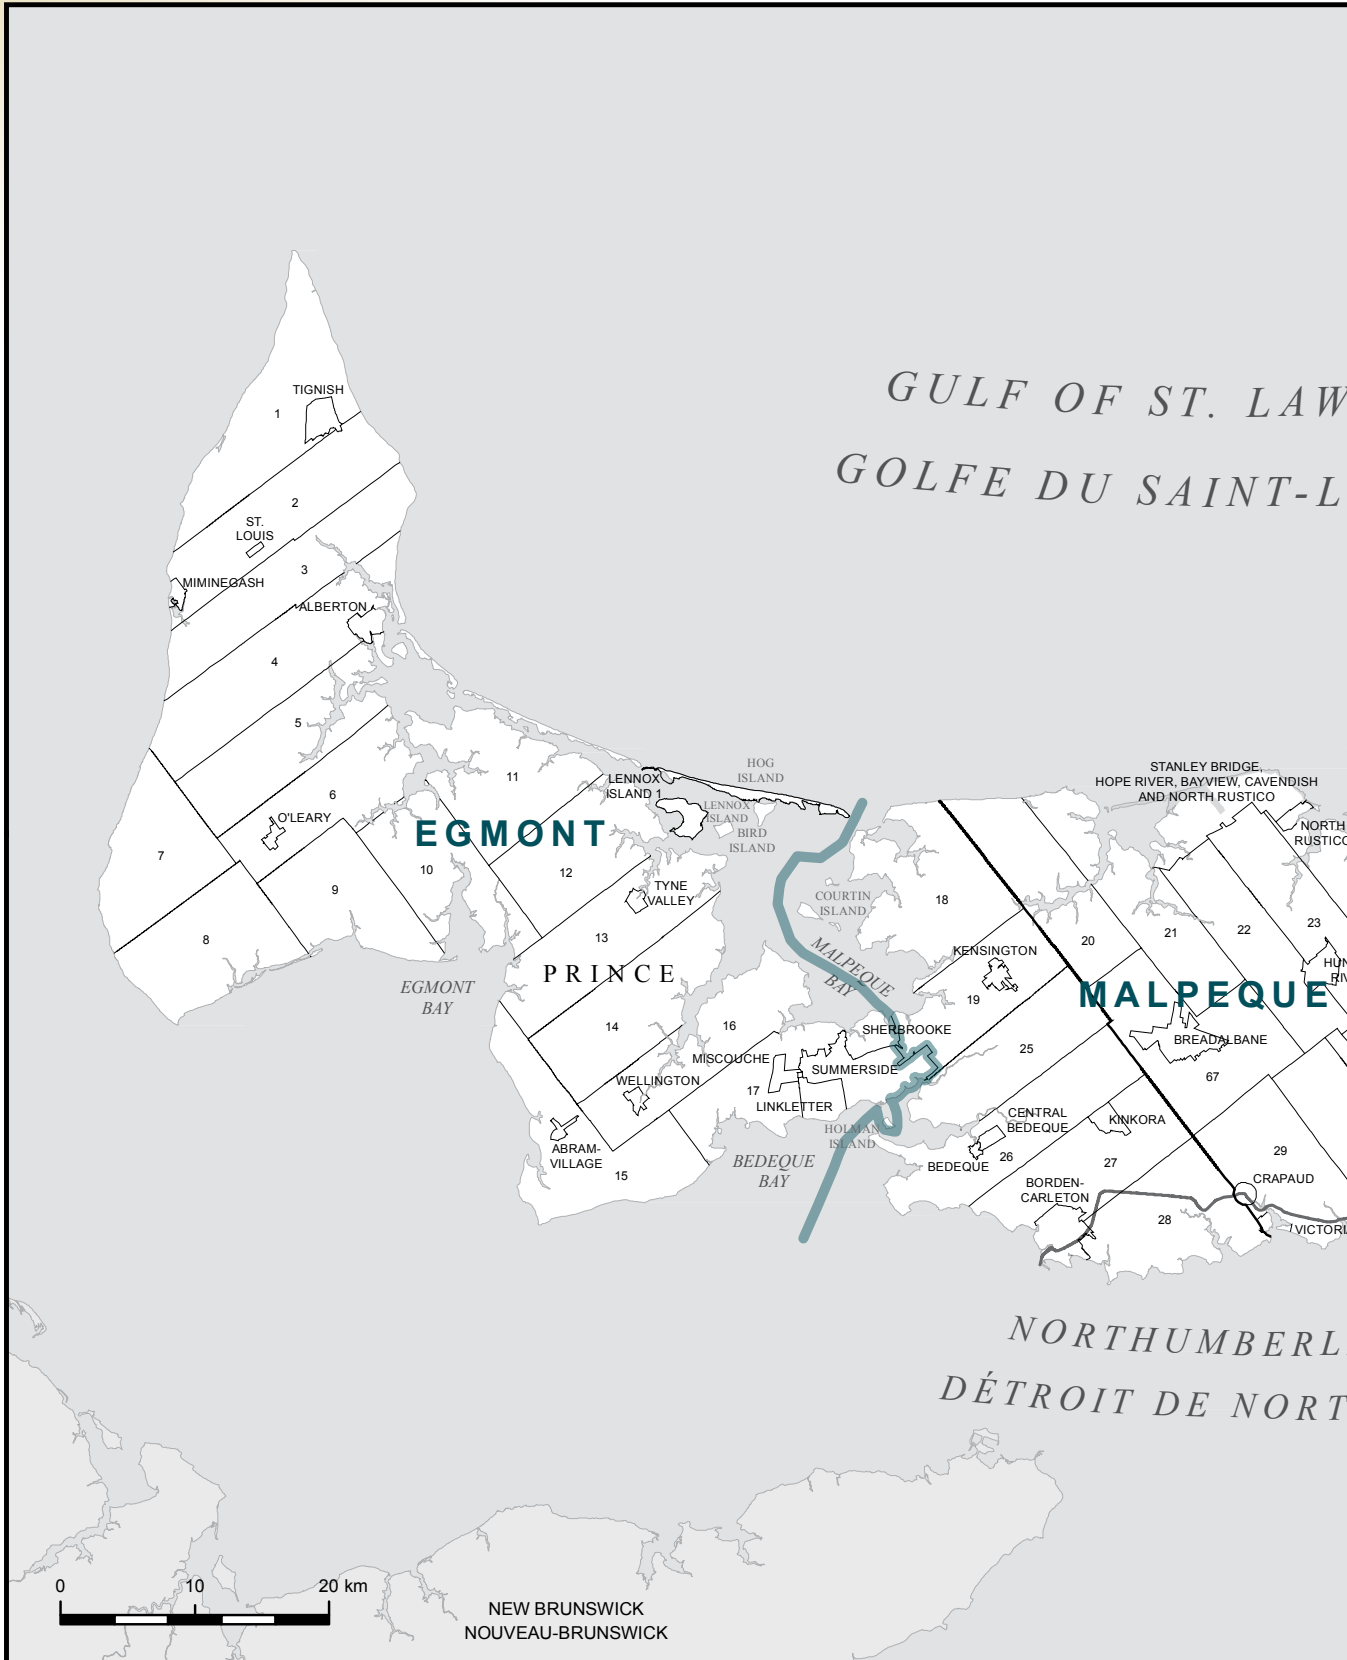 GULF OF ST. LAW
GOLFE DU SAINT-L
TIGNISH
1
2
ST.
LOUIS
3
MIMINEGASH
ALBERTON
4
5
11
LENNOX
ISLAND 1
HOG
ISLAND
LENNOX
ISLAND
BIRD
ISLAND
STANLEY BRIDGE,
HOPE RIVER, BAYVIEW, CAVENDISH
AND NORTH RUSTICO
NORTH
RUSTICO
6
O'LEARY
EGMONT
7
10
12
9
8
TYNE
VALLEY
COURTIN
ISLAND
18
13
20
21
22
23
PRINCE
MALPEQUE
BAY
KENSINGTON
HUN
RIV
EGMONT
BAY
19
MALPEQUE
14
16
SHERBROOKE
25
BREADALBANE
MISCOUCHE
SUMMERSIDE
WELLINGTON
17
LINKLETTER
67
HOLMAN
ISLAND
CENTRAL
BEDEQUE
KINKORA
ABRAM-
VILLAGE
15
BEDEQUE
BAY
BEDEQUE
26
27
29
BORDEN-
CARLETON
CRAPAUD
28
VICTORI
NORTHUMBERL
DÉTROIT DE NORT
0 10 20 km
NEW BRUNSWICK
NOUVEAU-BRUNSWICK